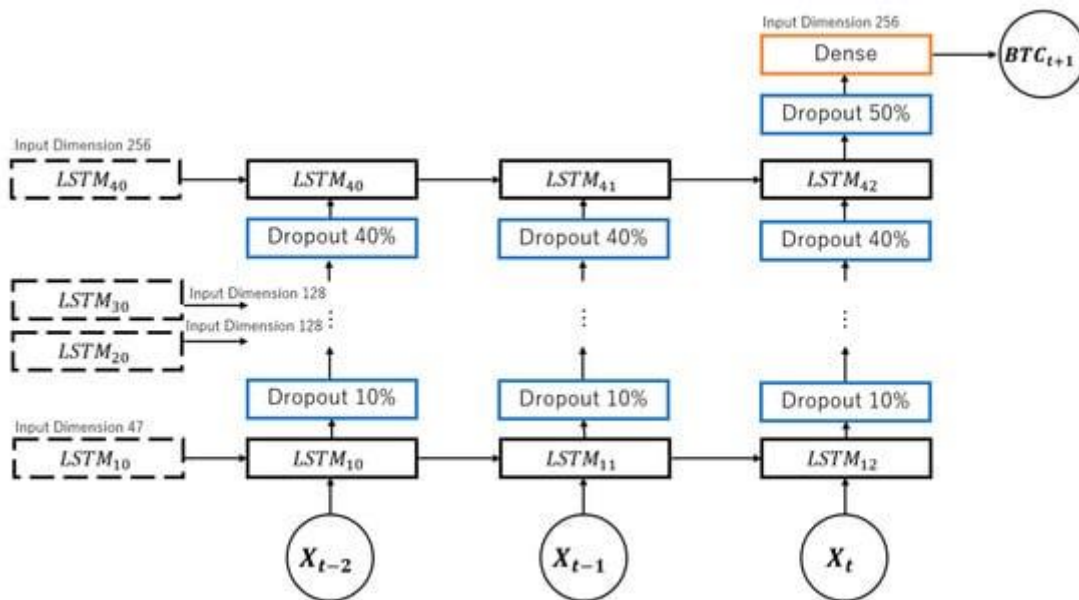 Input Dimension 256
Dense
BTC_{t+1}
Dropout 50%
Input Dimension 256
LSTM_{40}
LSTM_{40}
LSTM_{41}
LSTM_{42}
Dropout 40%
Dropout 40%
Dropout 40%
LSTM_{30}
Input Dimension 128
LSTM_{20}
Input Dimension 128
⋮
⋮
⋮
Dropout 10%
Dropout 10%
Dropout 10%
Input Dimension 47
LSTM_{10}
LSTM_{10}
LSTM_{11}
LSTM_{12}
X_{t-2}
X_{t-1}
X_t